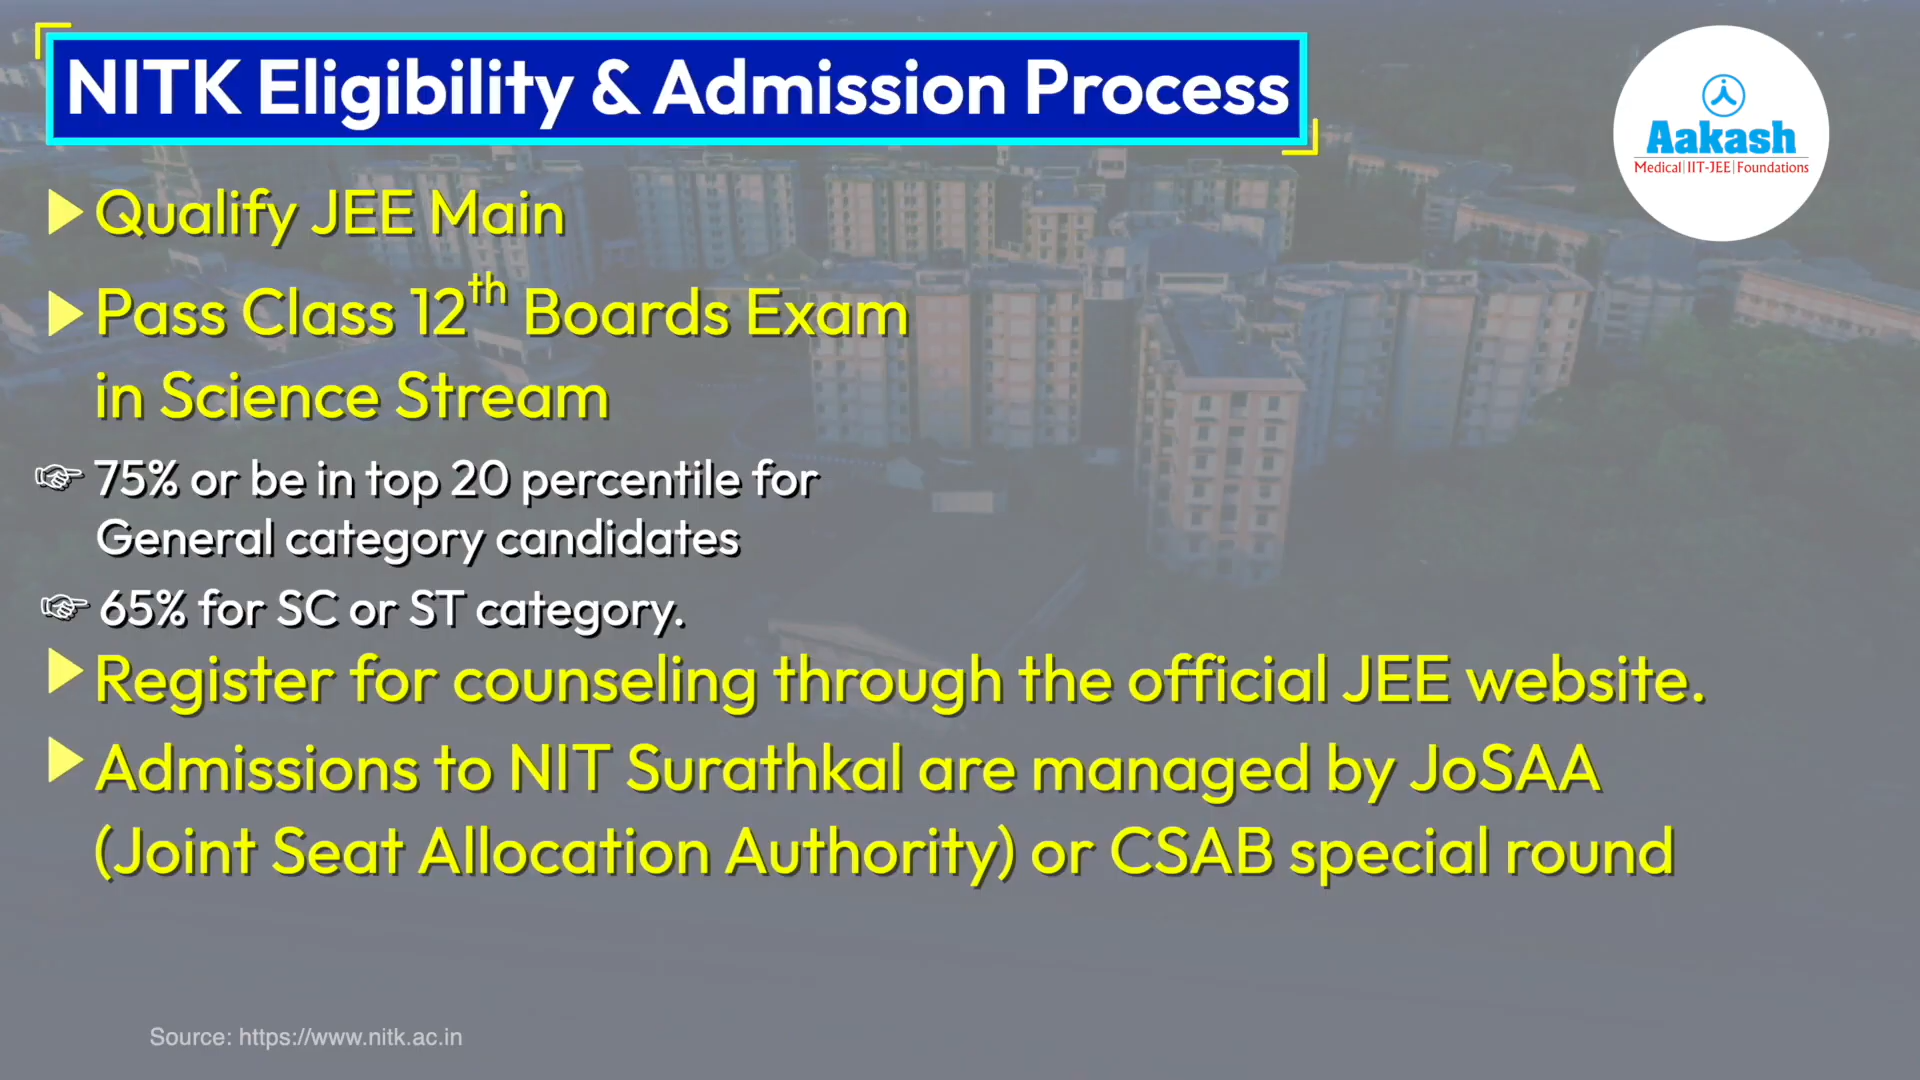 NITK Eligibility & Admission Process
Aakash
Medical|IIT-JEE|Foundations
Qualify JEE Main
Pass Class 12th Boards Exam
in Science Stream
75% or be in top 20 percentile for
General category candidates
65% for SC or ST category.
Register for counseling through the official JEE website.
Admissions to NIT Surathkal are managed by JoSAA
(Joint Seat Allocation Authority) or CSAB special round
Source: https://www.nitk.ac.in